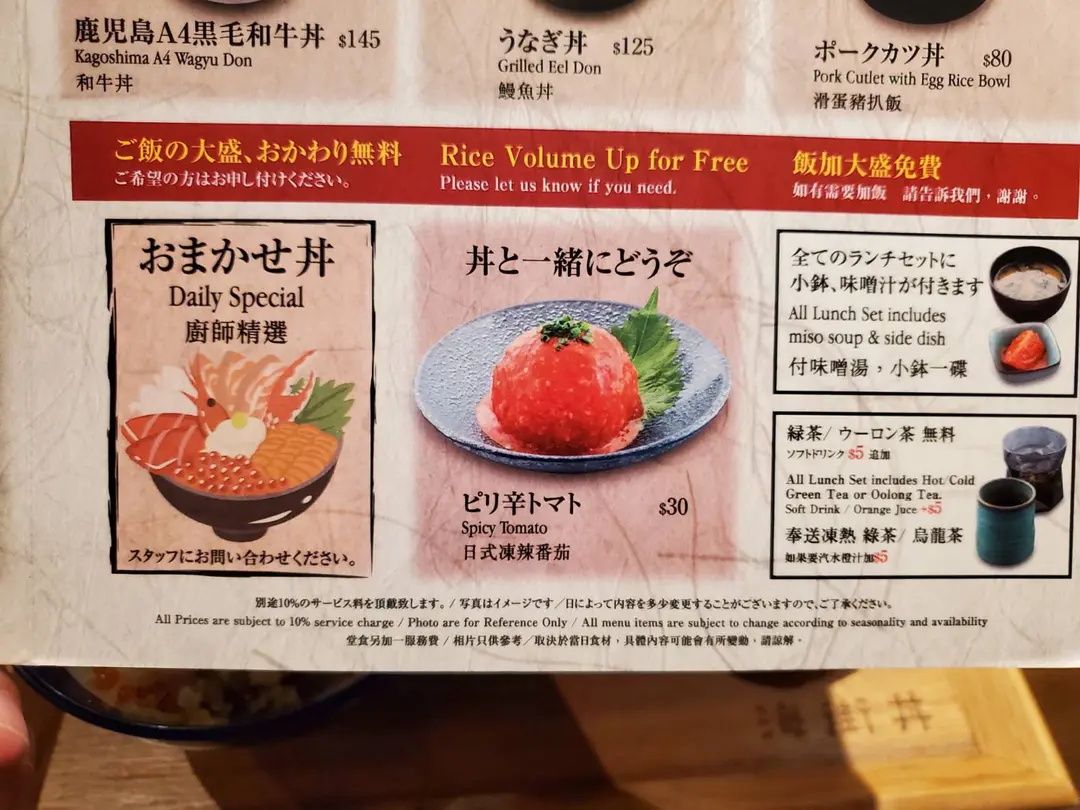 鹿児島A4黒毛和牛丼 $145
Kagoshima A4 Wagyu Don
和牛丼
うなぎ丼 $125
Grilled Eel Don
鰻魚丼
ポークカツ丼 $80
Pork Cutlet with Egg Rice Bowl
滑蛋豬扒飯
ご飯の大盛、おかわり無料
ご希望の方はお申し付けください。
Rice Volume Up for Free
Please let us know if you need.
飯加大盛免費
如有需要加飯 請告訴我們，謝謝。
おまかせ丼
Daily Special
廚師精選
スタッフにお問い合わせください。
丼と一緒にどうぞ
ピリ辛トマト $30
Spicy Tomato
日式凍辣番茄
全てのランチセットに
小鉢、味噌汁が付きます
All Lunch Set includes
miso soup & side dish
付味噌湯，小鉢一碟
緑茶/ ウーロン茶 無料
ソフトドリンク $5 追加
All Lunch Set includes Hot/Cold
Green Tea or Oolong Tea.
Soft Drink / Orange Juce +$5
奉送凍熱 綠茶/ 烏龍茶
如果要汽水橙汁加$5
別途10%のサービス料を頂戴致します。/ 写真はイメージです／日によって内容を多少変更することがございますので、ご了承ください。
All Prices are subject to 10% service charge / Photo are for Reference Only / All menu items are subject to change according to seasonality and availability
堂食另加一服務費 / 相片只供參考／取決於當日食材，具體內容可能會有所變動，請諒解。